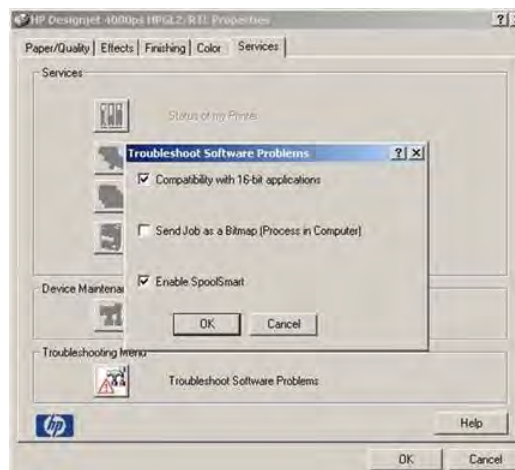 HP Designjet 4000ps HPGL2/RTL Properties
Paper/Quality Effects Finishing Color Services
Services
Status of my Printer
Troubleshoot Software Problems
Compatibility with 16-bit applications
Send Job as a Bitmap (Process in Computer)
Enable SpoolSmart
OK Cancel
Device Maintenan
Troubleshooting Menu
Troubleshoot Software Problems
hp
Help
OK Cancel